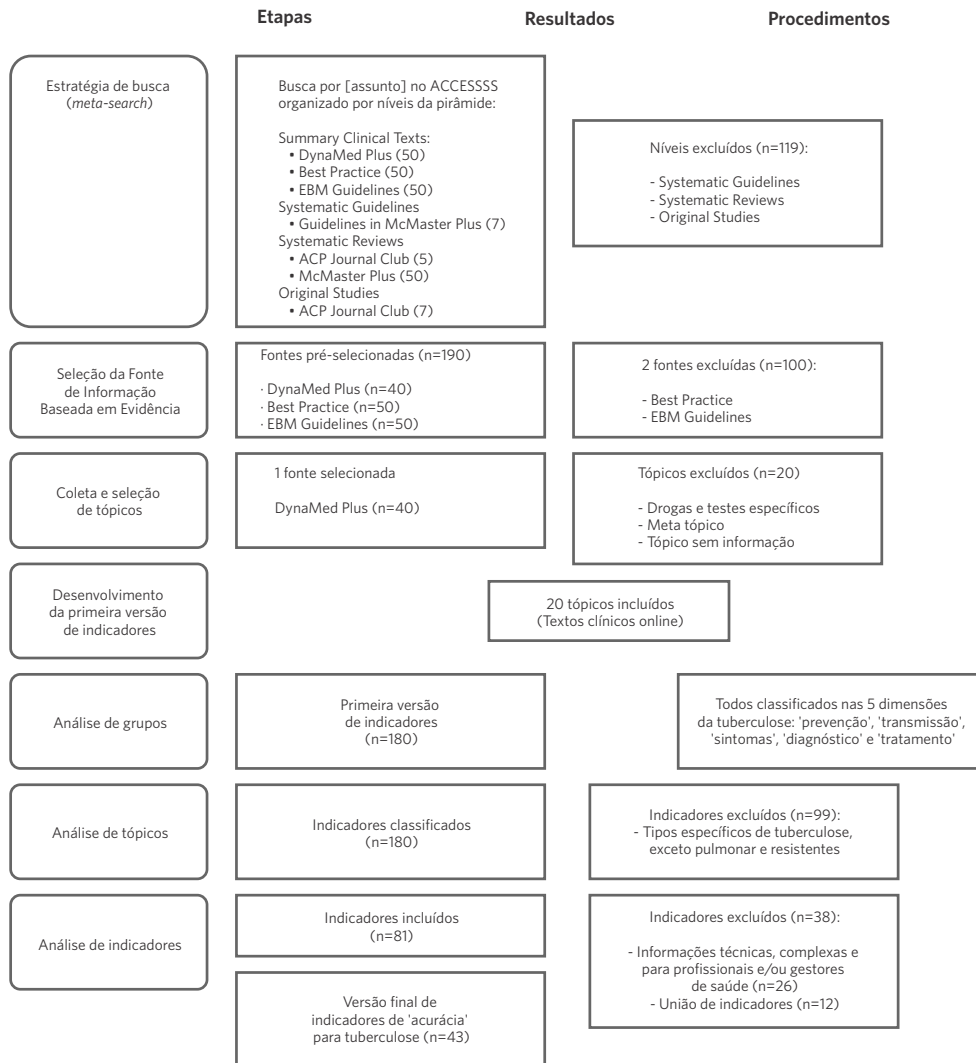 Etapas
Resultados
Procedimentos
Estratégia de busca
(meta-search)
Busca por [assunto] no ACCESSSS
organizado por níveis da pirâmide:
Summary Clinical Texts:
▪ DynaMed Plus (50)
▪ Best Practice (50)
▪ EBM Guidelines (50)
Systematic Guidelines
▪ Guidelines in McMaster Plus (7)
Systematic Reviews
▪ ACP Journal Club (5)
▪ McMaster Plus (50)
Original Studies
▪ ACP Journal Club (7)
Níveis excluídos (n=119):
- Systematic Guidelines
- Systematic Reviews
- Original Studies
Seleção da Fonte
de Informação
Baseada em Evidência
Fontes pré-selecionadas (n=190)
· DynaMed Plus (n=40)
· Best Practice (n=50)
· EBM Guidelines (n=50)
2 fontes excluídas (n=100):
- Best Practice
- EBM Guidelines
Coleta e seleção
de tópicos
1 fonte selecionada
DynaMed Plus (n=40)
Tópicos excluídos (n=20)
- Drogas e testes específicos
- Meta tópico
- Tópico sem informação
Desenvolvimento
da primeira versão
de indicadores
20 tópicos incluídos
(Textos clínicos online)
Análise de grupos
Primeira versão
de indicadores
(n=180)
Todos classificados nas 5 dimensões
da tuberculose: 'prevenção', 'transmissão',
'sintomas', 'diagnóstico' e 'tratamento'
Análise de tópicos
Indicadores classificados
(n=180)
Indicadores excluídos (n=99):
- Tipos específicos de tuberculose,
exceto pulmonar e resistentes
Análise de indicadores
Indicadores incluídos
(n=81)
Indicadores excluídos (n=38):
- Informações técnicas, complexas e
para profissionais e/ou gestores
de saúde (n=26)
- União de indicadores (n=12)
Versão final de
indicadores de 'acurácia'
para tuberculose (n=43)